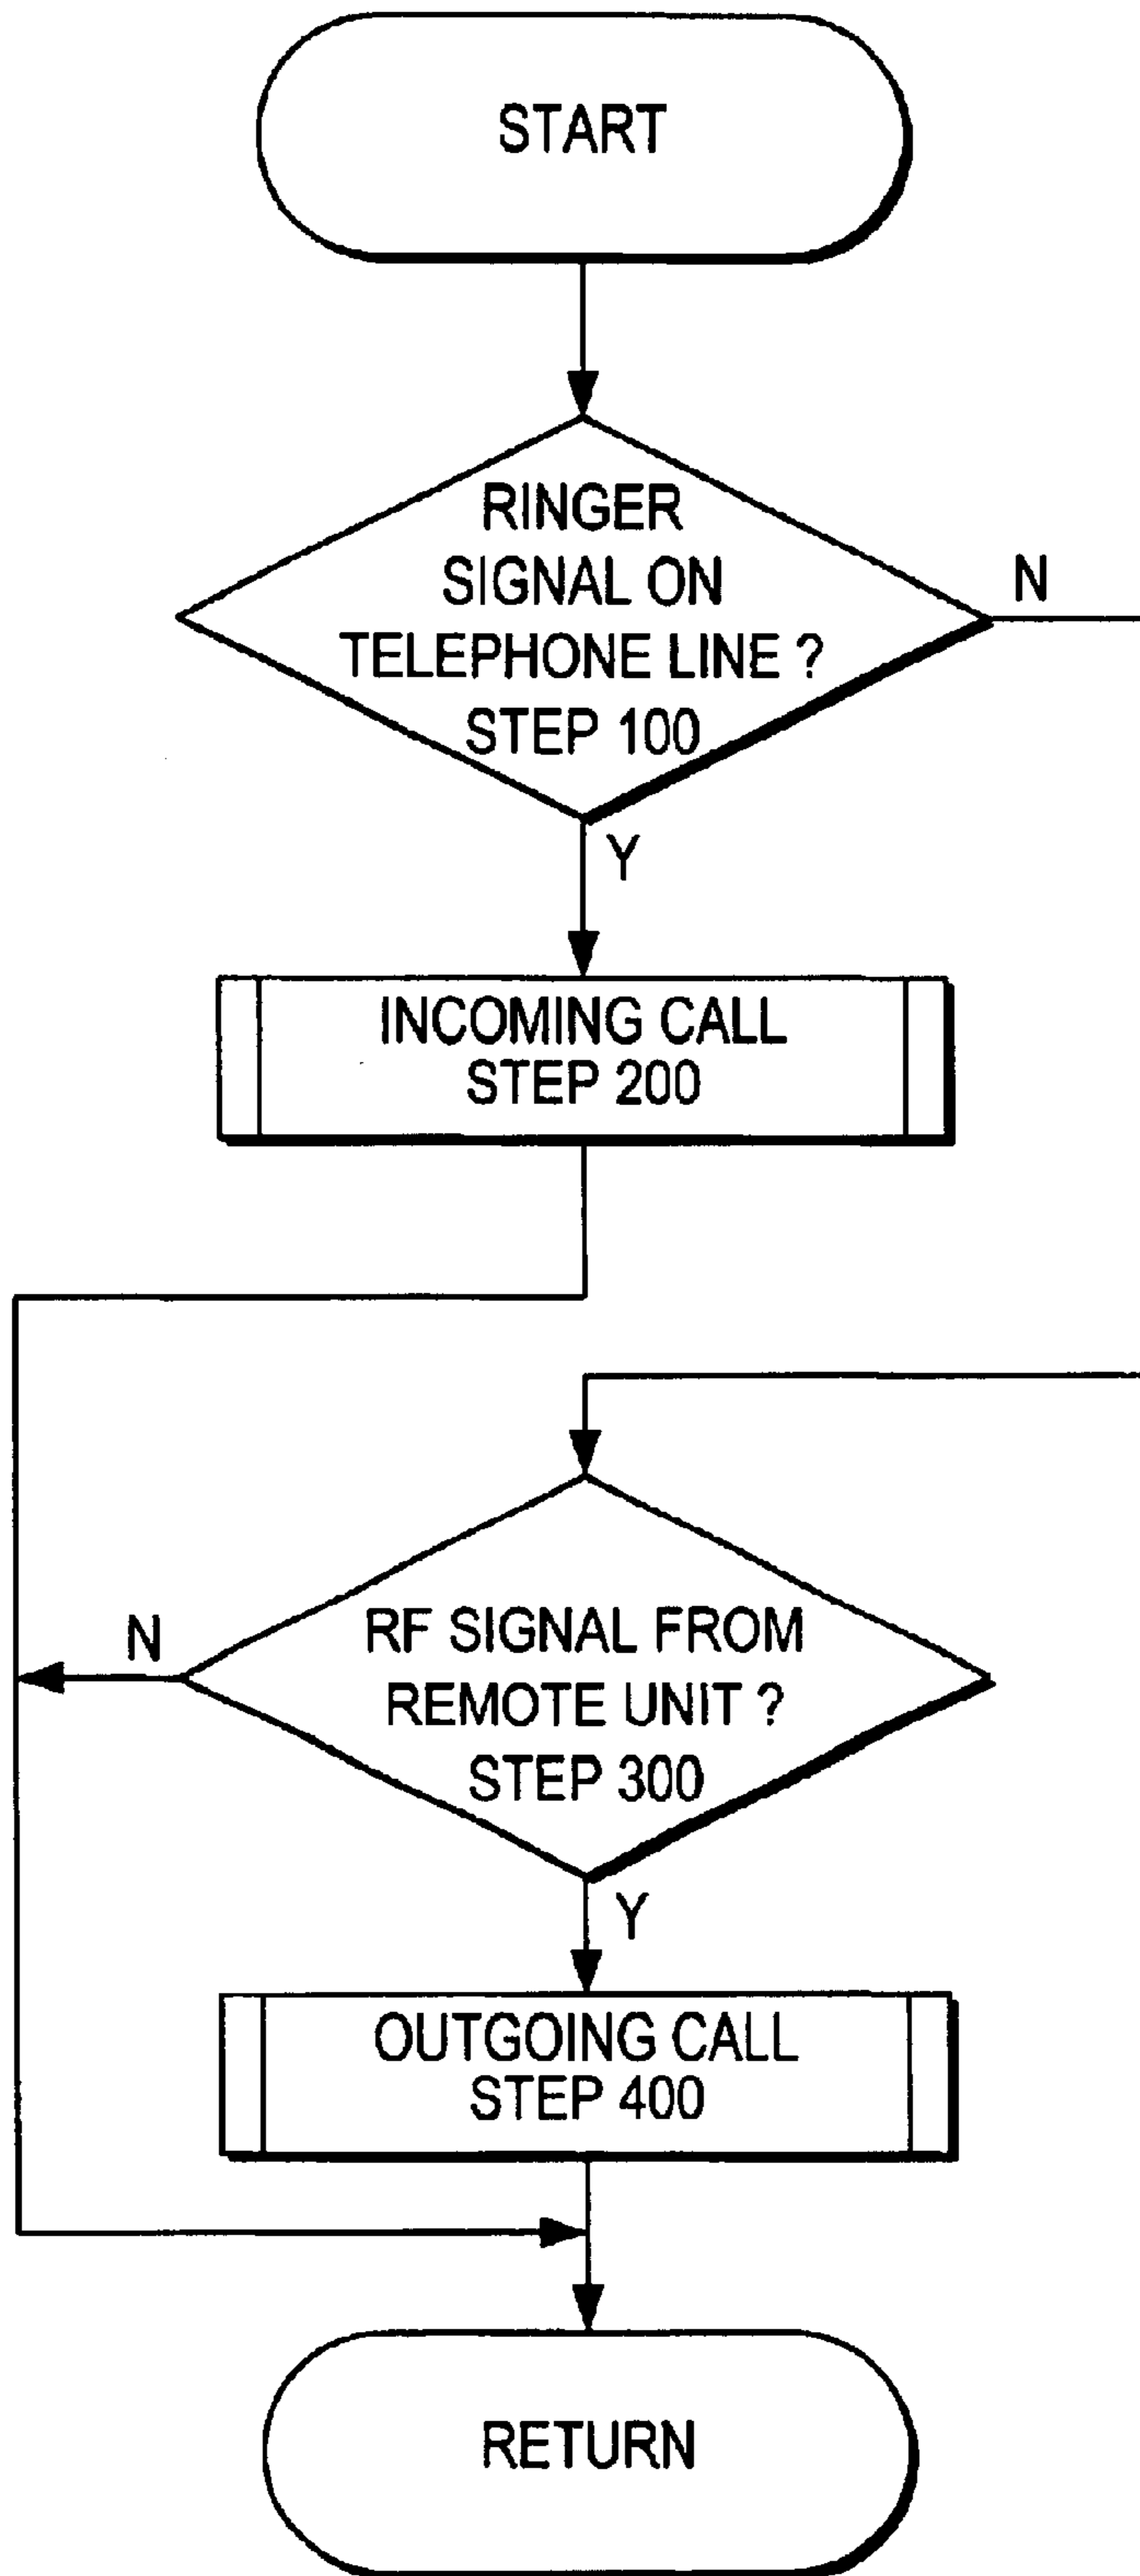 START
RINGER
SIGNAL ON
TELEPHONE LINE ?
STEP 100
N
Y
INCOMING CALL
STEP 200
N
RF SIGNAL FROM
REMOTE UNIT ?
STEP 300
Y
OUTGOING CALL
STEP 400
RETURN